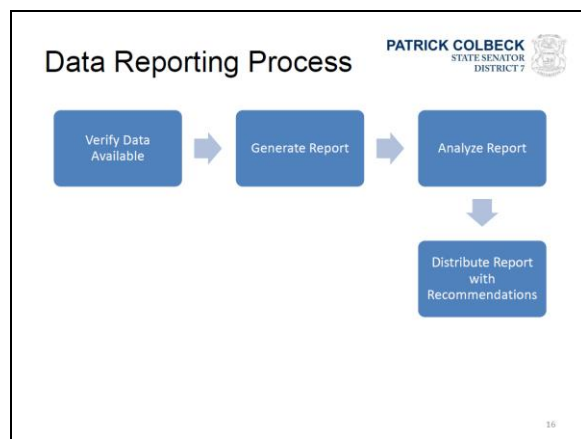 Data Reporting Process
PATRICK COLBECK
STATE SENATOR
DISTRICT 7
Verify Data
Available
Generate Report
Analyze Report
Distribute Report
with
Recommendations
16